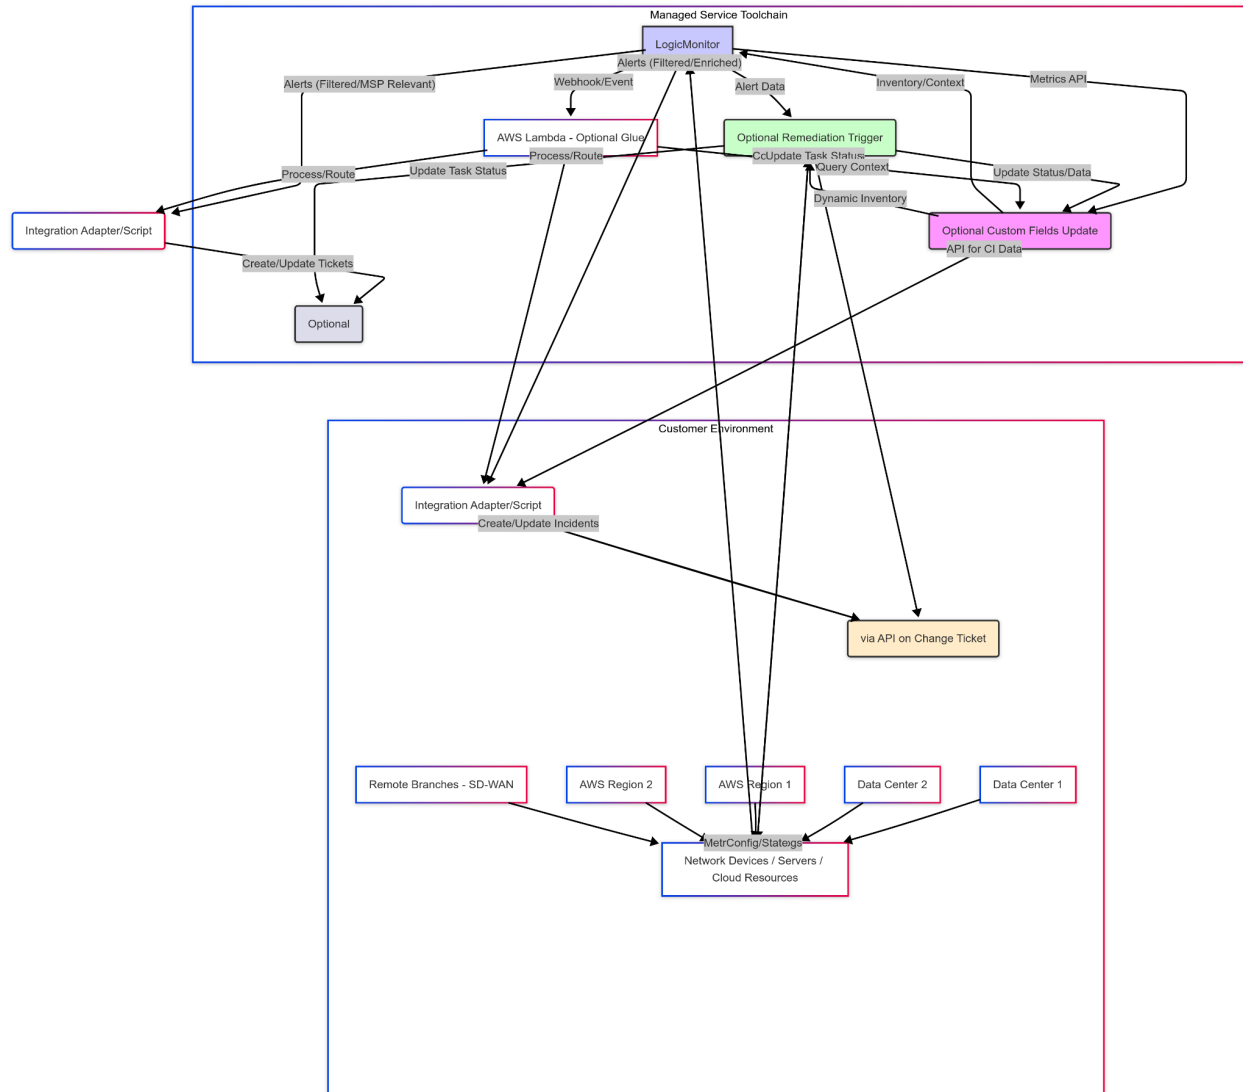 Managed Service Toolchain
LogicMonitor
Alerts (Filtered/Enriched)
Alerts (Filtered/MSP Relevant)
Webhook/Event
Alert Data
Inventory/Context
Metrics API
AWS Lambda - Optional Glue
Optional Remediation Trigger
Process/Route
Update Task Status
Query Context
Process/Route
Update Task Status
Update Status/Data
Dynamic Inventory
Integration Adapter/Script
Optional Custom Fields Update
API for CI Data
Create/Update Tickets
Optional
Customer Environment
Integration Adapter/Script
Create/Update Incidents
via API on Change Ticket
Remote Branches - SD-WAN
AWS Region 2
AWS Region 1
Data Center 2
Data Center 1
Config/State
Network Devices / Servers /
Cloud Resources